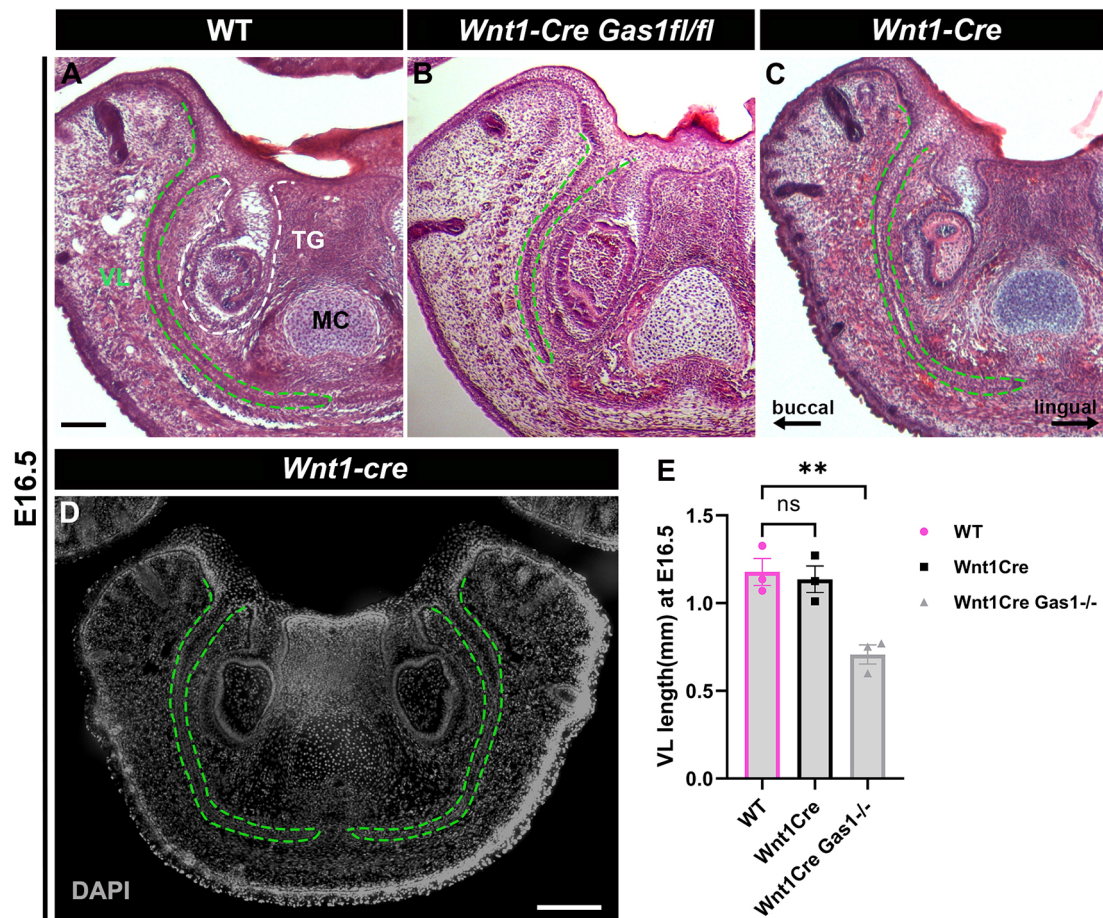 WT
Wnt1-Cre Gas1fl/fl
Wnt1-Cre
E16.5
A
VL
TG
MC
B
C
buccal
lingual
Wnt1-cre
D
DAPI
E
VL length(mm) at E16.5
1.5
1.0
0.5
0.0
**
ns
WT
Wnt1Cre
Wnt1Cre Gas1-/-
WT
Wnt1Cre
Wnt1Cre Gas1-/-